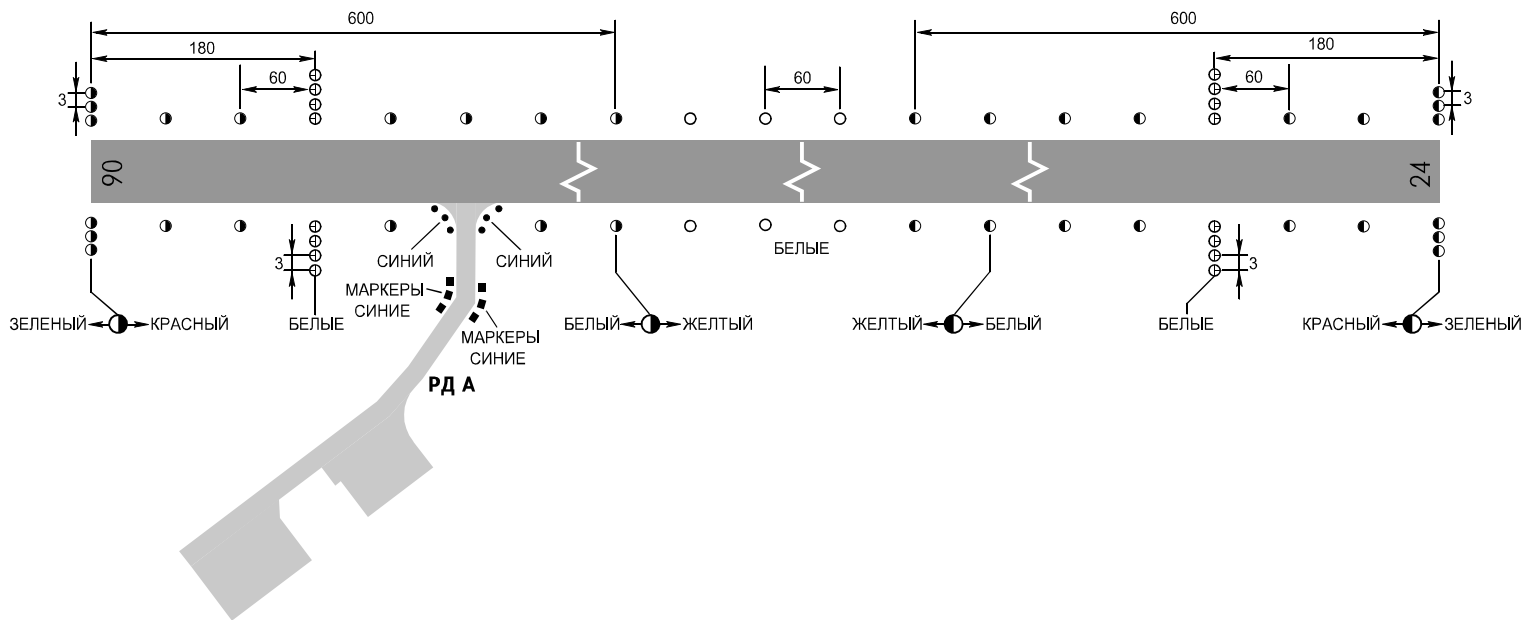 600
600
180
180
60
60
60
3
3
06
24
СИНИЙ
СИНИЙ
БЕЛЫЕ
3
3
МАРКЕРЫ
СИНИЕ
ЗЕЛЕНЫЙ
КРАСНЫЙ
БЕЛЫЕ
МАРКЕРЫ
СИНИЕ
БЕЛЫЙ
ЖЕЛТЫЙ
ЖЕЛТЫЙ
БЕЛЫЙ
БЕЛЫЕ
КРАСНЫЙ
ЗЕЛЕНЫЙ
РД А